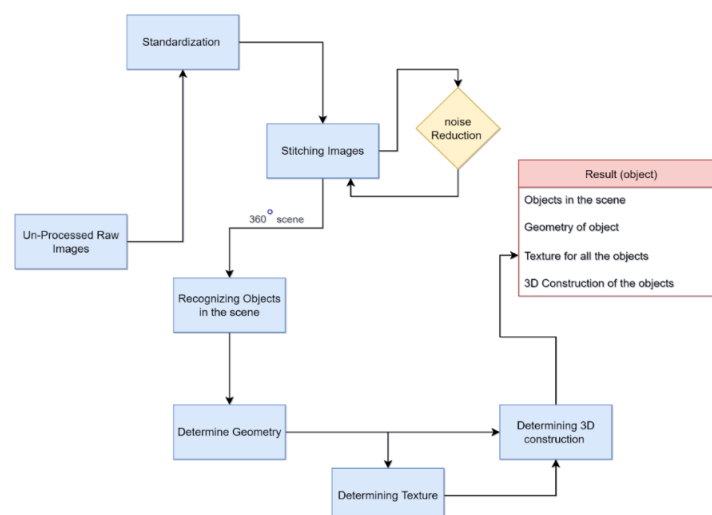 Standardization
noise
Reduction
Stitching Images
Result (object)
Objects in the scene
Geometry of object
Texture for all the objects
3D Construction of the objects
360° scene
Un-Processed Raw
Images
Recognizing Objects
in the scene
Determine Geometry
Determining 3D
construction
Determining Texture